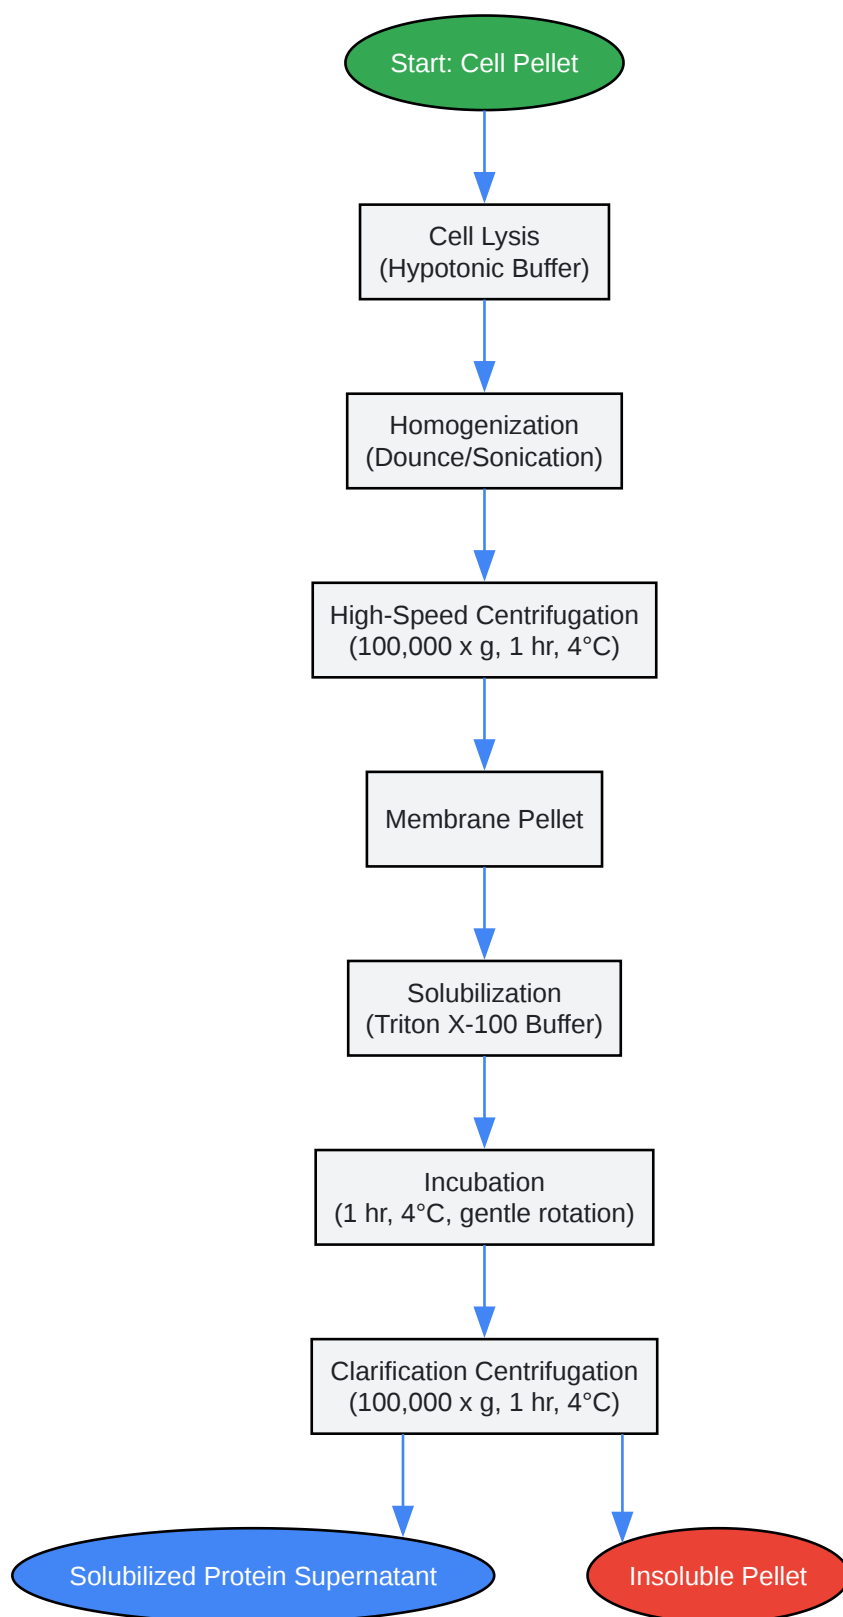 Start: Cell Pellet
Cell Lysis
(Hypotonic Buffer)
Homogenization
(Dounce/Sonication)
High-Speed Centrifugation
(100,000 x g, 1 hr, 4°C)
Membrane Pellet
Solubilization
(Triton X-100 Buffer)
Incubation
(1 hr, 4°C, gentle rotation)
Clarification Centrifugation
(100,000 x g, 1 hr, 4°C)
Solubilized Protein Supernatant
Insoluble Pellet